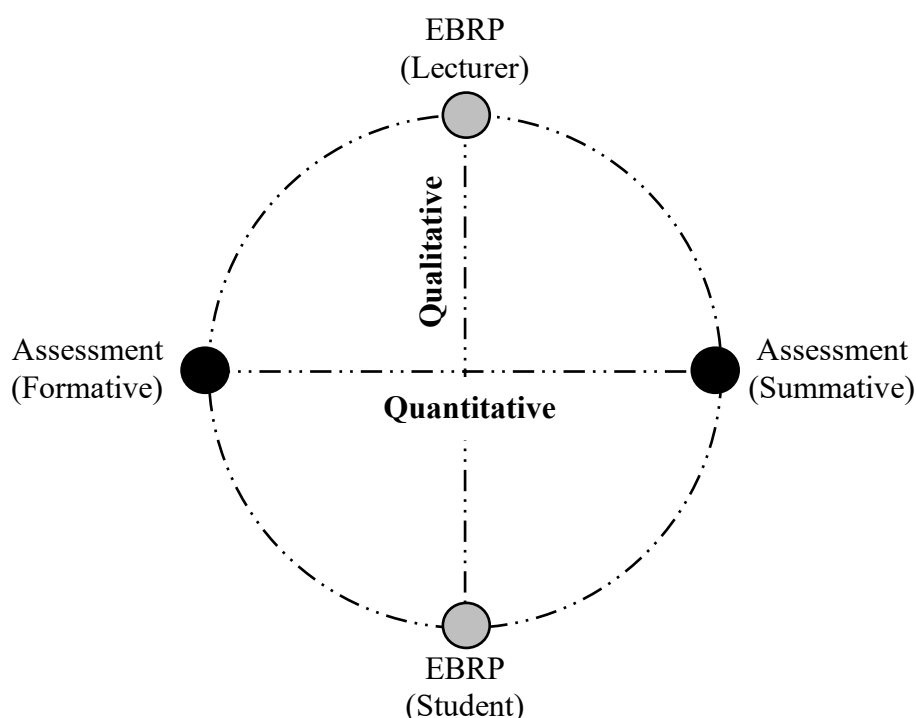 EBRP
(Lecturer)
Qualitative
Assessment
(Formative)
Assessment
(Summative)
Quantitative
EBRP
(Student)